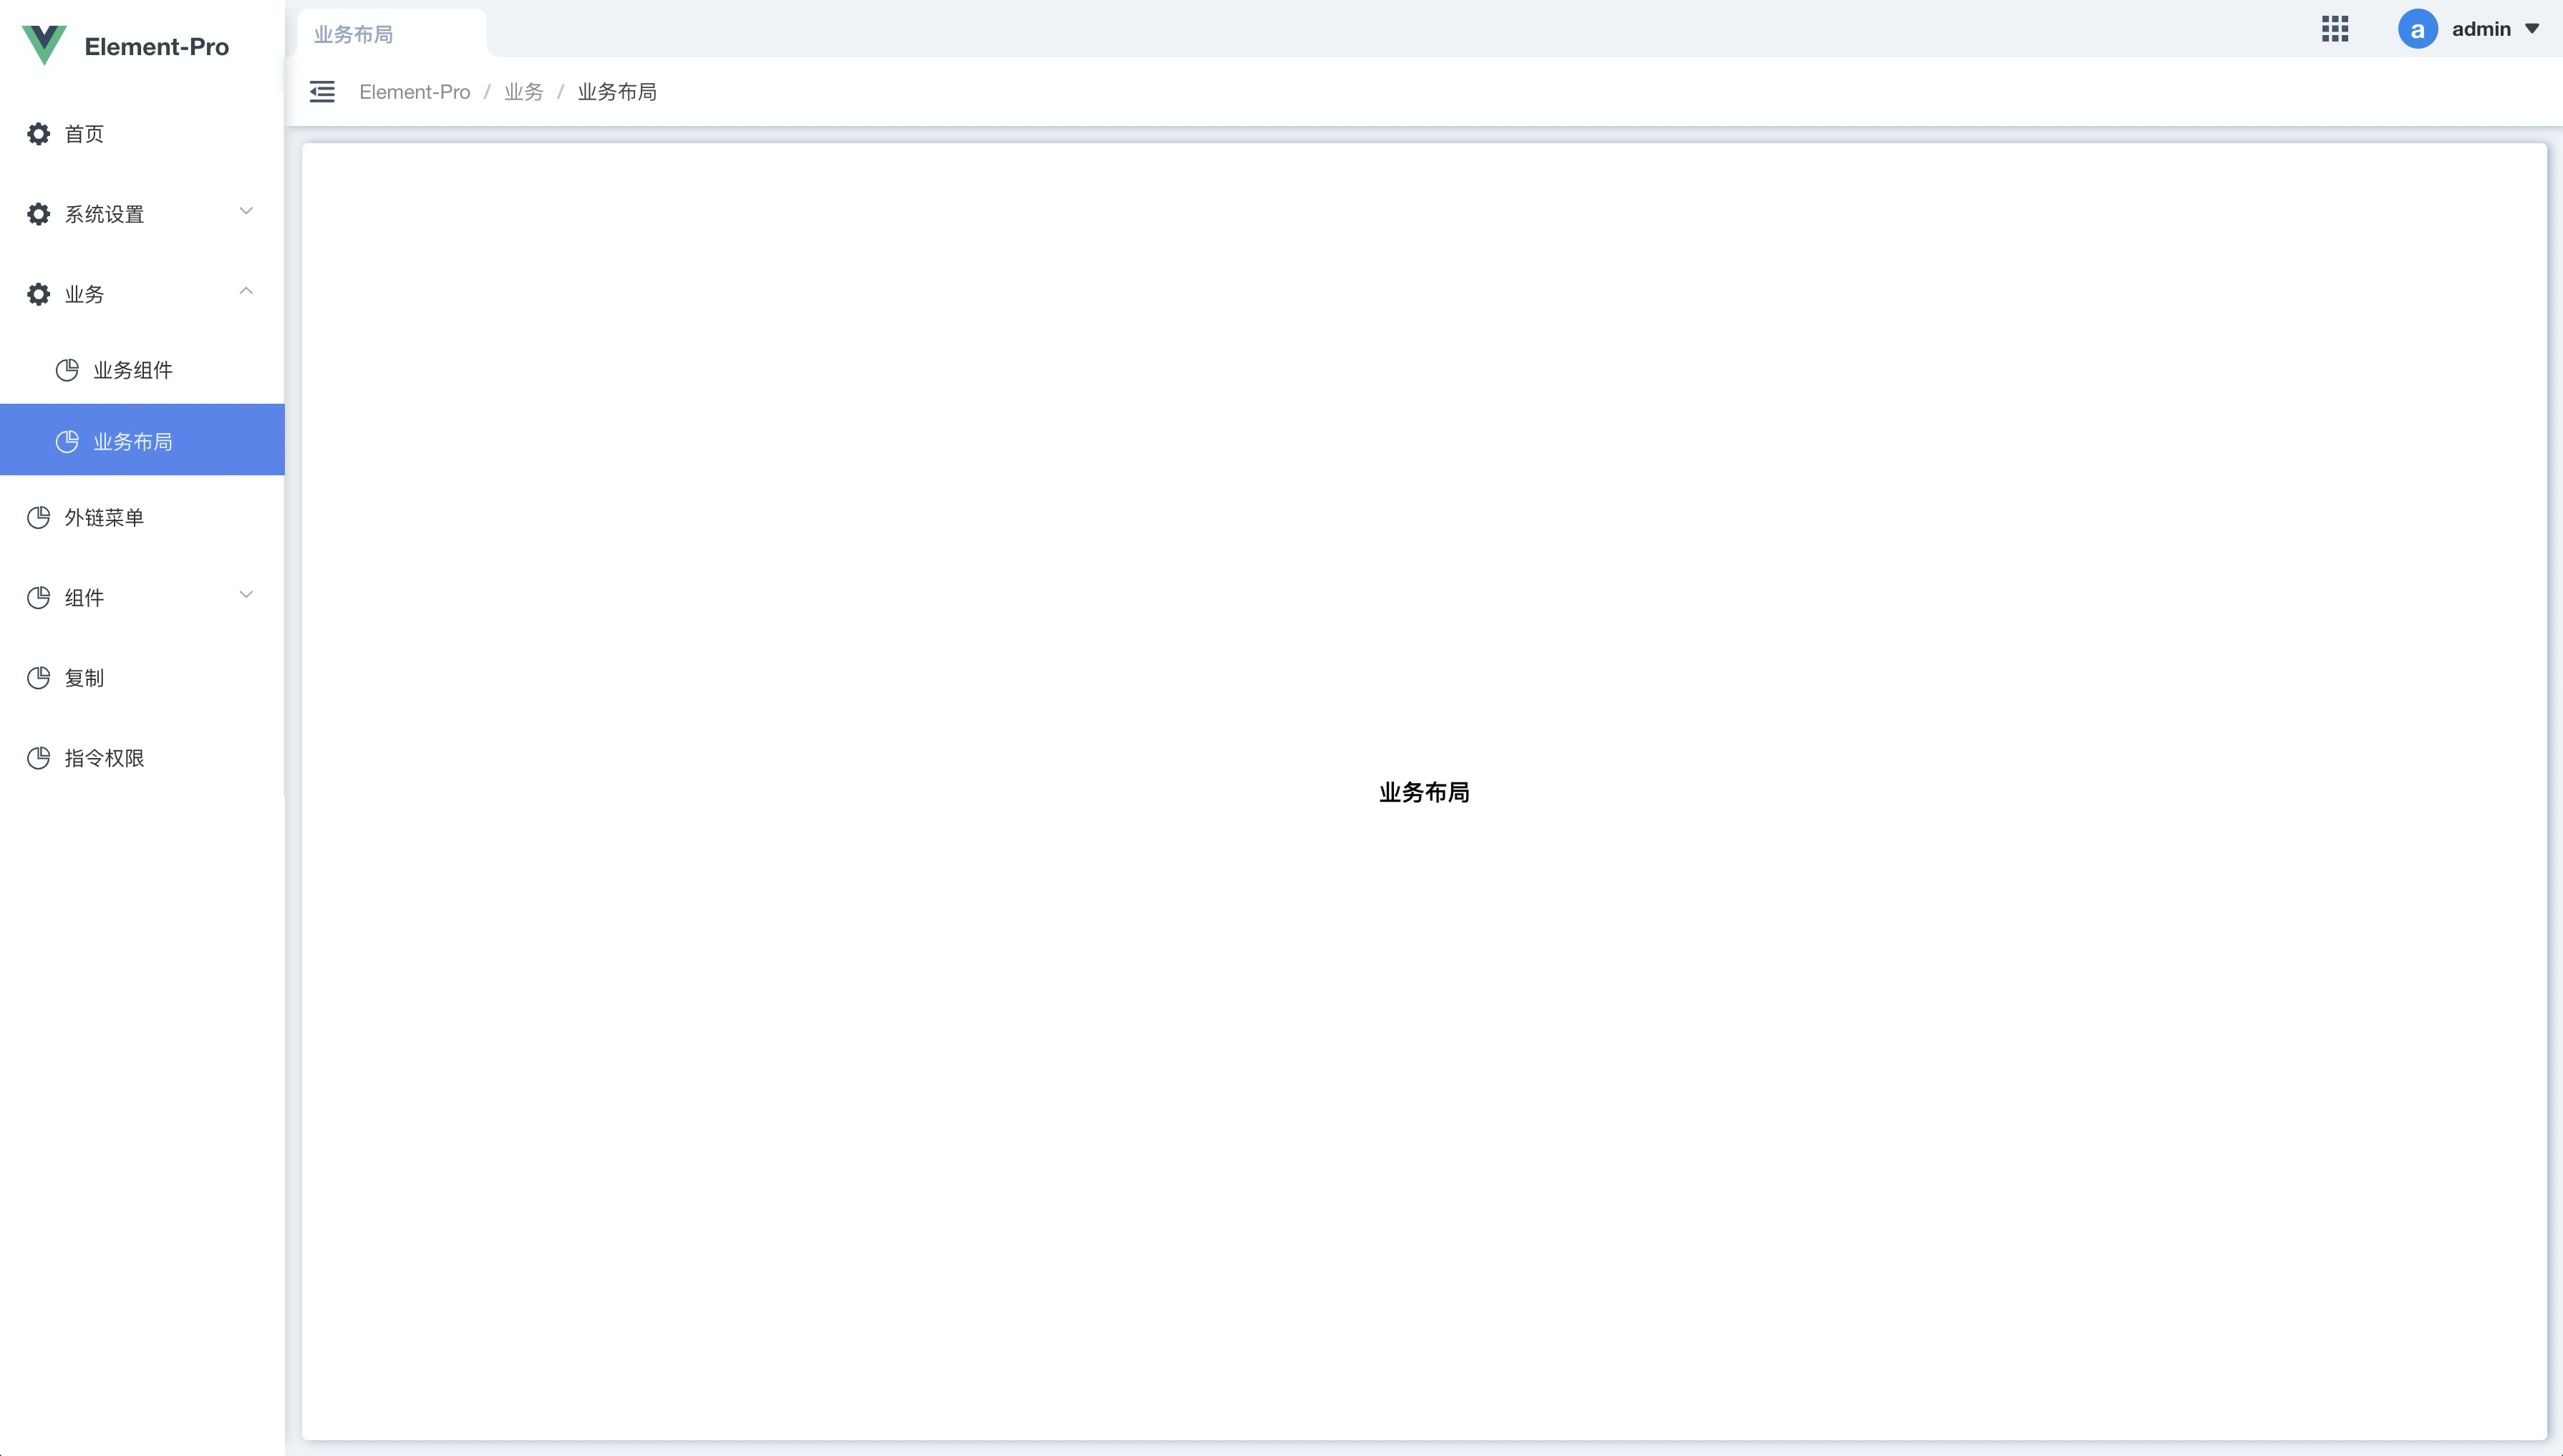 Element-Pro
首页
系统设置
业务
业务组件
业务布局
外链菜单
组件
复制
指令权限
业务布局
a admin
Element-Pro / 业务 / 业务布局
业务布局